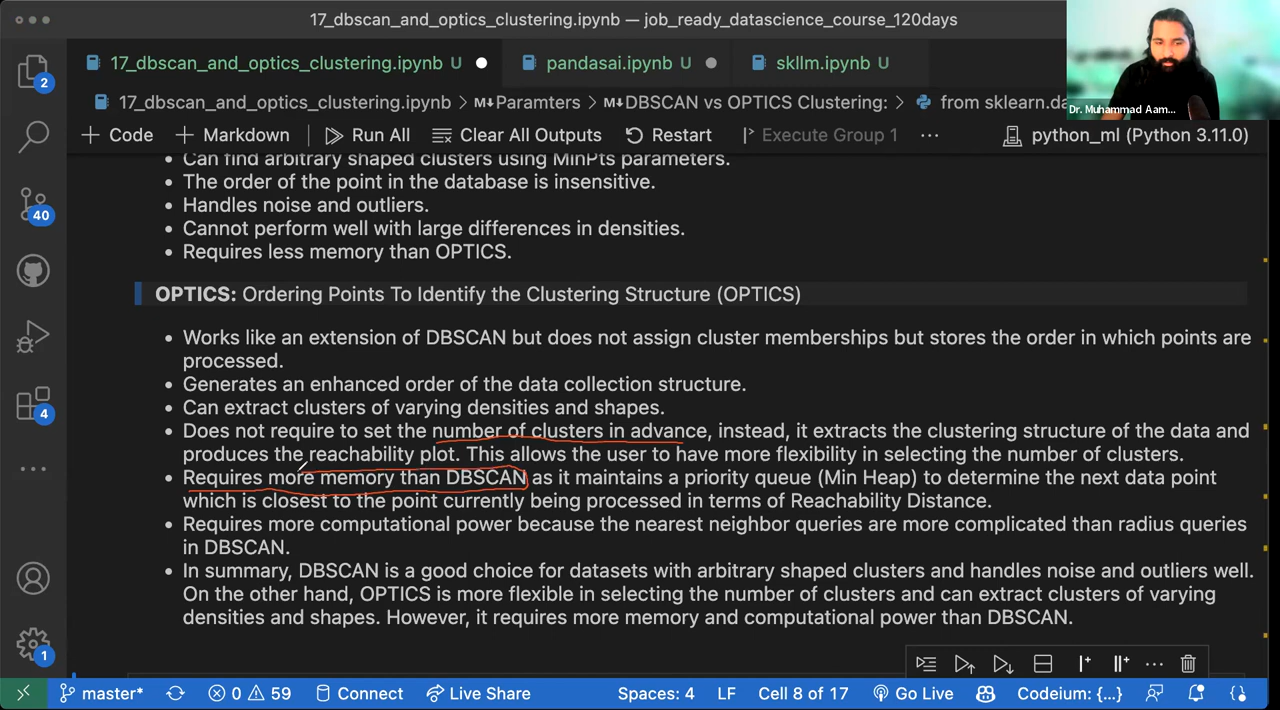 17_dbscan_and_optics_clustering.ipynb — job_ready_datascience_course_120days
17_dbscan_and_optics_clustering.ipynb U
pandasai.ipynb U
skllm.ipynb U
Dr. Muhammad Aam...
17_dbscan_and_optics_clustering.ipynb > M↓Paramters > M↓DBSCAN vs OPTICS Clustering: > from sklearn.da
+ Code + Markdown Run All Clear All Outputs Restart Execute Group 1 ... python_ml (Python 3.11.0)
2
40
4
1
• Can find arbitrary shaped clusters using MinPts parameters.
• The order of the point in the database is insensitive.
• Handles noise and outliers.
• Cannot perform well with large differences in densities.
• Requires less memory than OPTICS.
OPTICS: Ordering Points To Identify the Clustering Structure (OPTICS)
• Works like an extension of DBSCAN but does not assign cluster memberships but stores the order in which points are
processed.
• Generates an enhanced order of the data collection structure.
• Can extract clusters of varying densities and shapes.
• Does not require to set the number of clusters in advance, instead, it extracts the clustering structure of the data and
produces the reachability plot. This allows the user to have more flexibility in selecting the number of clusters.
• Requires more memory than DBSCAN as it maintains a priority queue (Min Heap) to determine the next data point
which is closest to the point currently being processed in terms of Reachability Distance.
• Requires more computational power because the nearest neighbor queries are more complicated than radius queries
in DBSCAN.
• In summary, DBSCAN is a good choice for datasets with arbitrary shaped clusters and handles noise and outliers well.
On the other hand, OPTICS is more flexible in selecting the number of clusters and can extract clusters of varying
densities and shapes. However, it requires more memory and computational power than DBSCAN.
master* 0 59 Connect Live Share Spaces: 4 LF Cell 8 of 17 Go Live Codeium: {...}